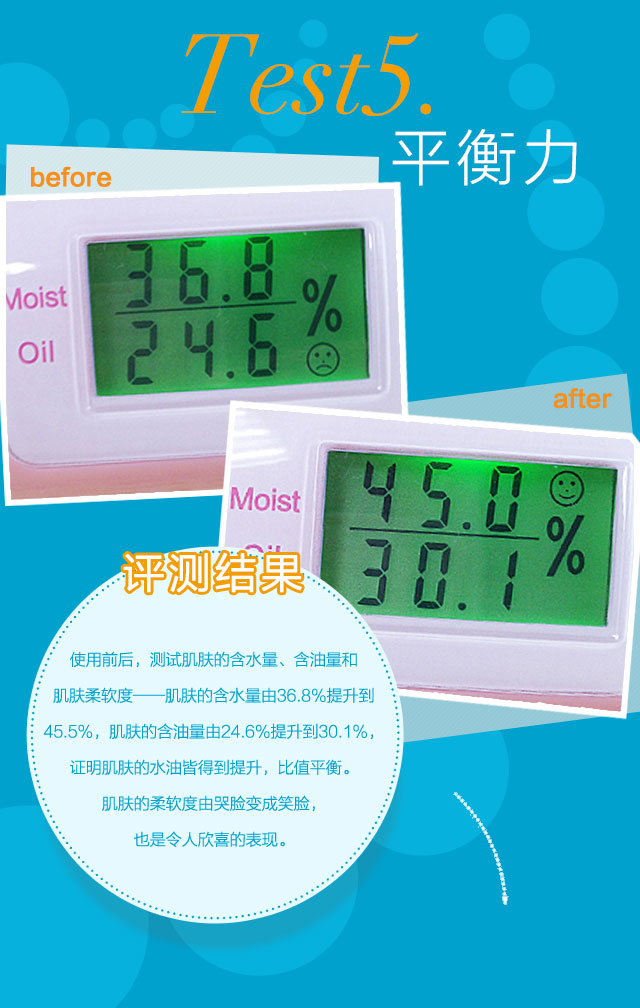 Test5.
平衡力
before
Moist
36.8
%
Oil
24.6
after
Moist
45.0
%
Oil
30.1
评测结果
使用前后，测试肌肤的含水量、含油量和
肌肤柔软度——肌肤的含水量由36.8%提升到
45.5%，肌肤的含油量由24.6%提升到30.1%，
证明肌肤的水油皆得到提升，比值平衡。
肌肤的柔软度由哭脸变成笑脸，
也是令人欣喜的表现。